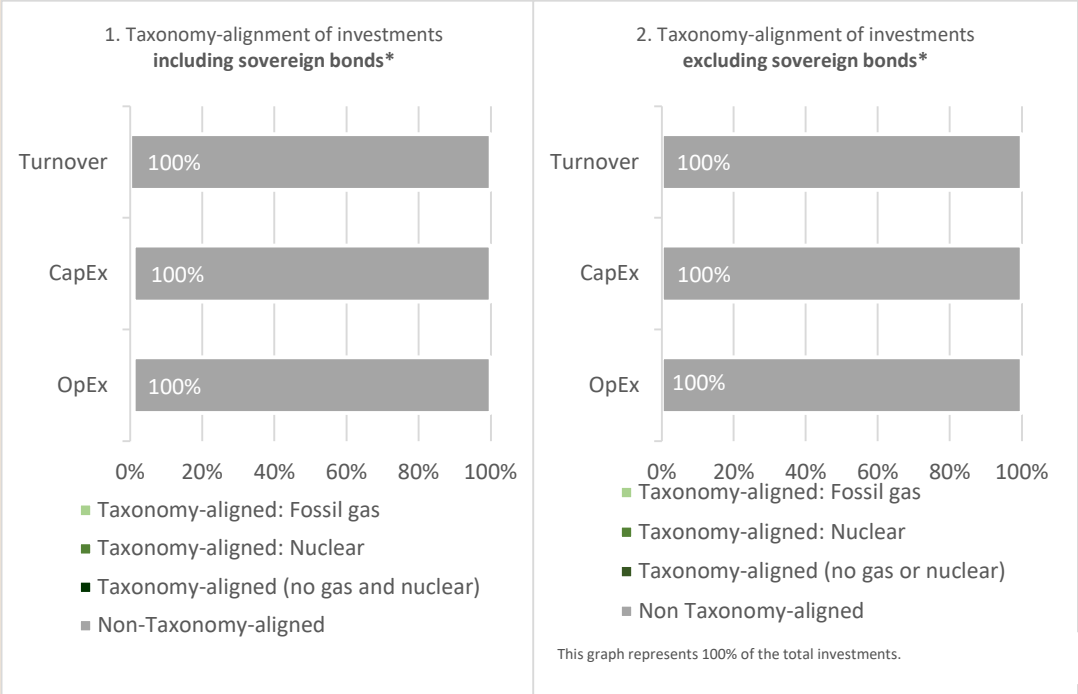 1. Taxonomy-alignment of investments
including sovereign bonds*
Turnover
100%
CapEx
100%
OpEx
100%
0% 20% 40% 60% 80% 100%
Taxonomy-aligned: Fossil gas
Taxonomy-aligned: Nuclear
Taxonomy-aligned (no gas and nuclear)
Non-Taxonomy-aligned
2. Taxonomy-alignment of investments
excluding sovereign bonds*
Turnover
100%
CapEx
100%
OpEx
100%
0% 20% 40% 60% 80% 100%
Taxonomy-aligned: Fossil gas
Taxonomy-aligned: Nuclear
Taxonomy-aligned (no gas or nuclear)
Non Taxonomy-aligned
This graph represents 100% of the total investments.